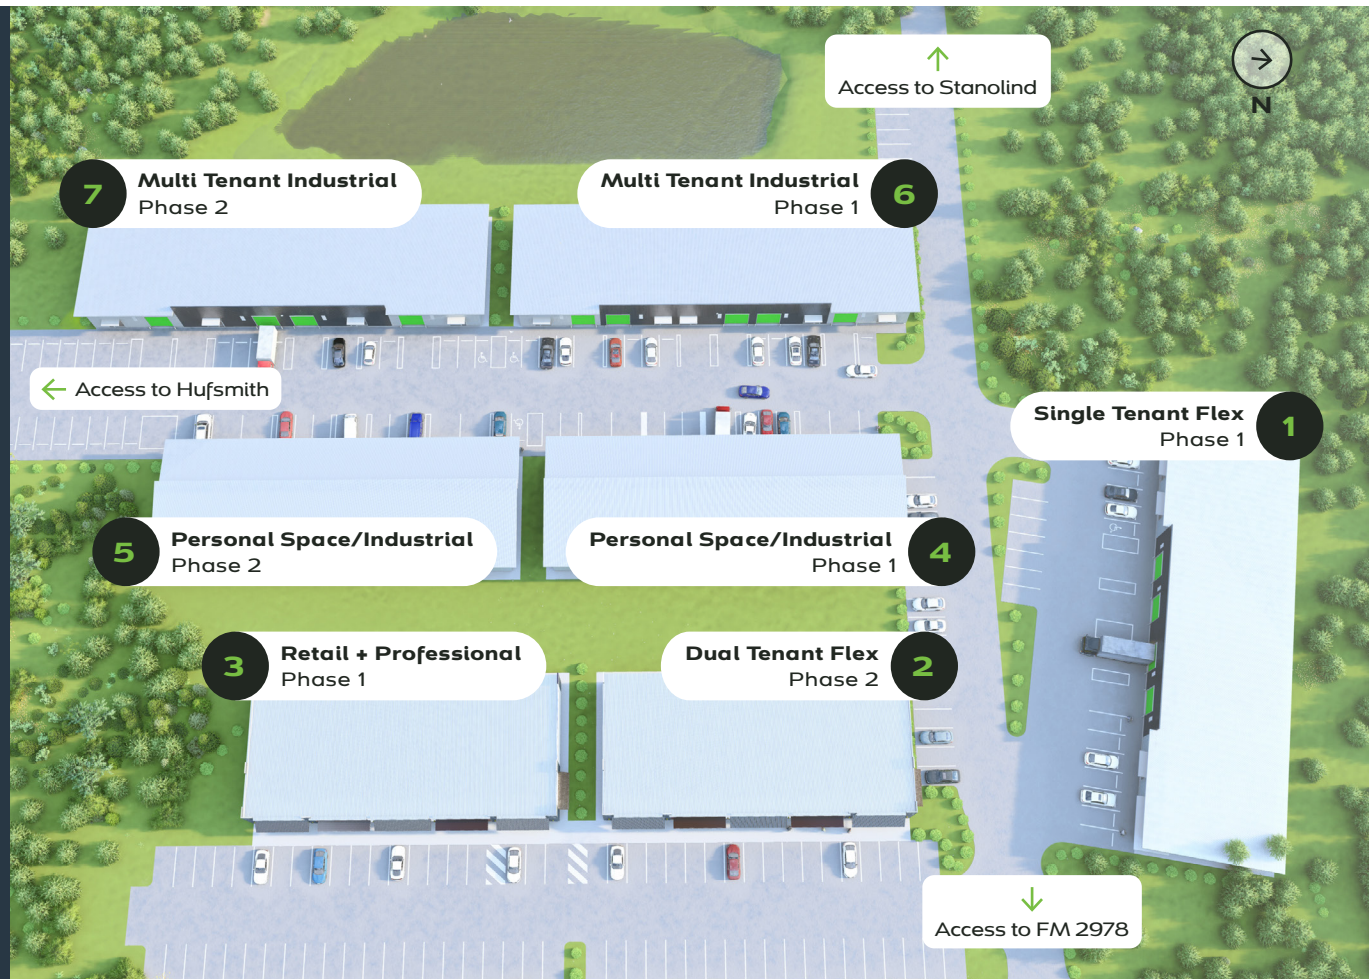 ↑
Access to Stanolind
→
N
7
Multi Tenant Industrial
Phase 2
Multi Tenant Industrial
Phase 1
6
← Access to Hufsmith
Single Tenant Flex
Phase 1
1
5
Personal Space/Industrial
Phase 2
Personal Space/Industrial
Phase 1
4
3
Retail + Professional
Phase 1
Dual Tenant Flex
Phase 2
2
↓
Access to FM 2978